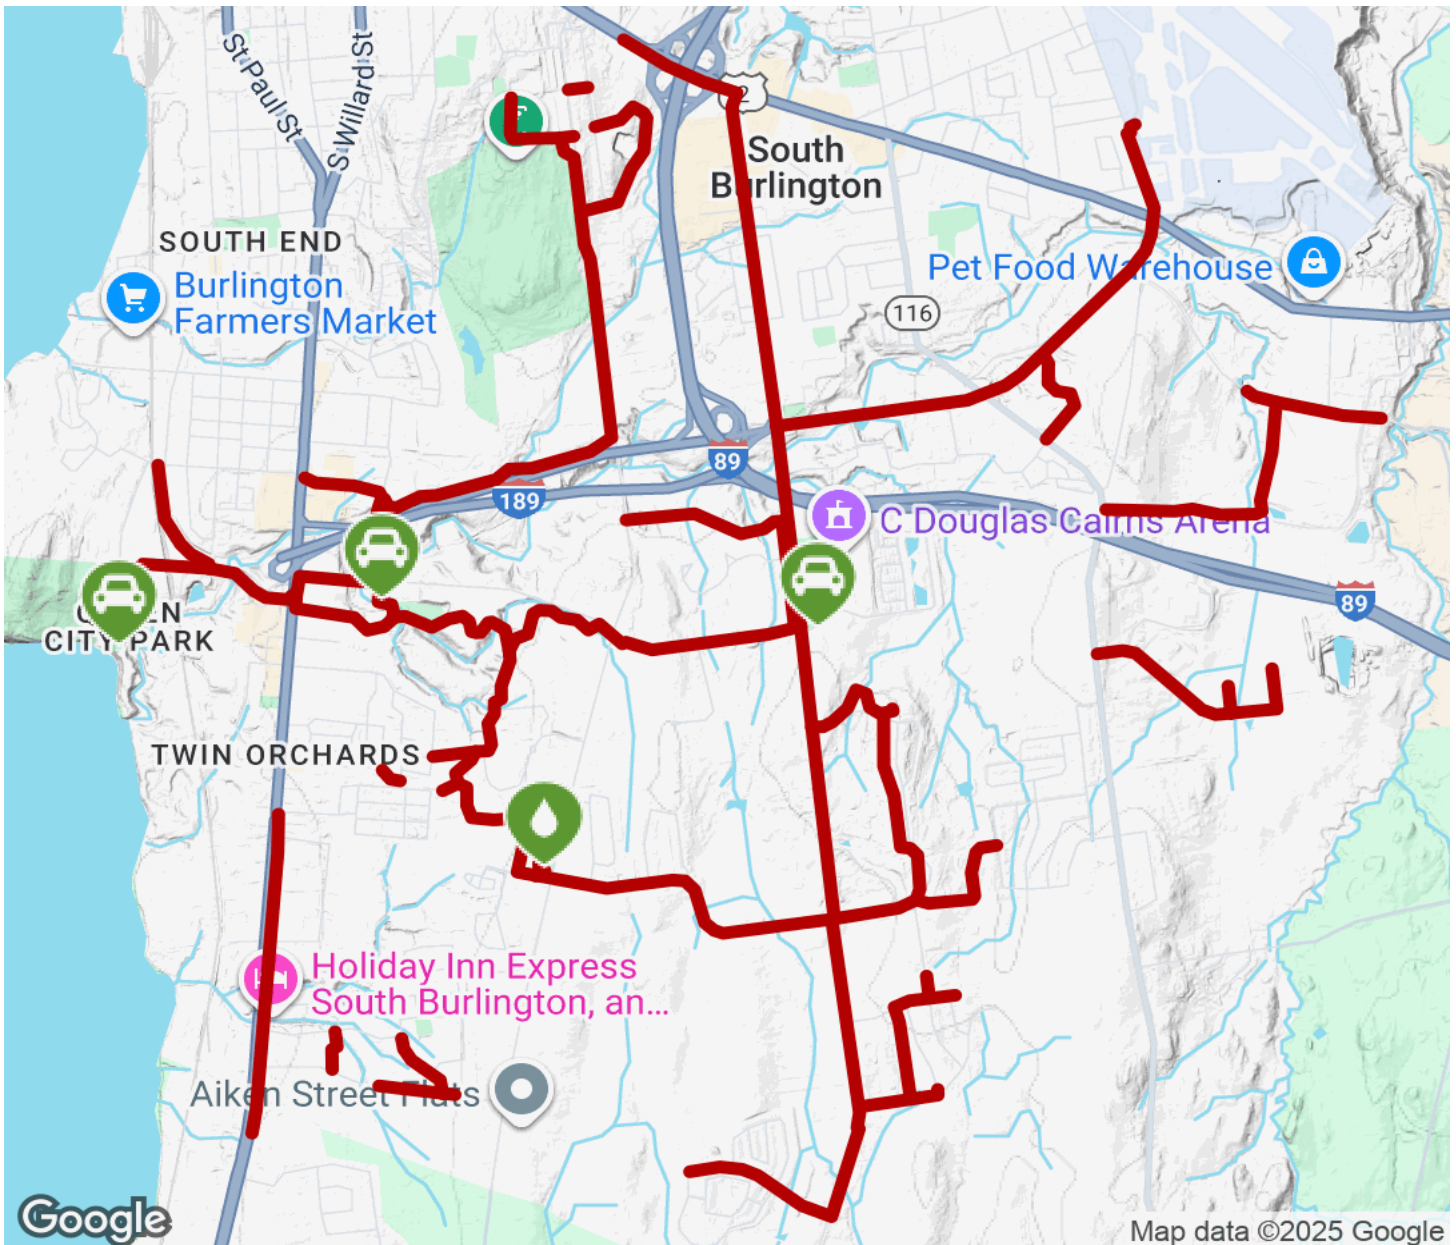 St Paul St
S Willard St
2
South
Burlington
SOUTH END
Burlington
Farmers Market
Pet Food Warehouse
116
89
189
C Douglas Cairns Arena
89
CITY PARK
TWIN ORCHARDS
Holiday Inn Express
South Burlington, an...
Aiken Street Flats
Google
Map data ©2025 Google